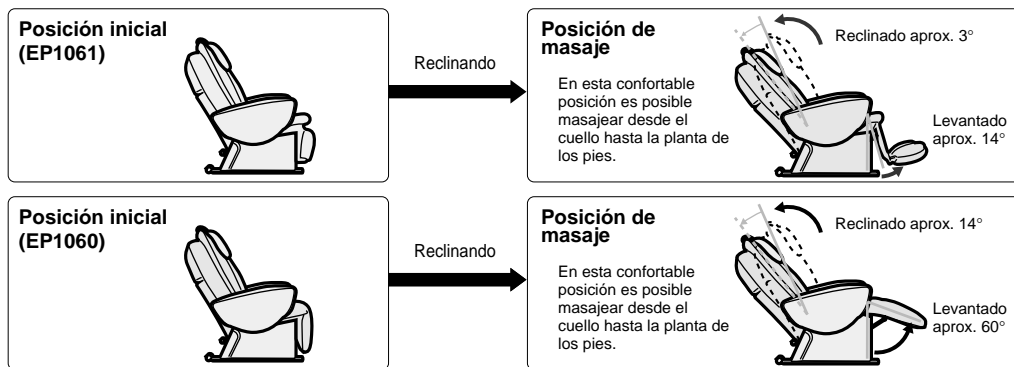 Posición inicial
(EP1061)
Reclinando
Posición de
masaje
En esta confortable
posición es posible
masajear desde el
cuello hasta la planta de
los pies.
Reclinado aprox. 3°
Levantado
aprox. 14°
Posición inicial
(EP1060)
Reclinando
Posición de
masaje
En esta confortable
posición es posible
masajear desde el
cuello hasta la planta de
los pies.
Reclinado aprox. 14°
Levantado
aprox. 60°